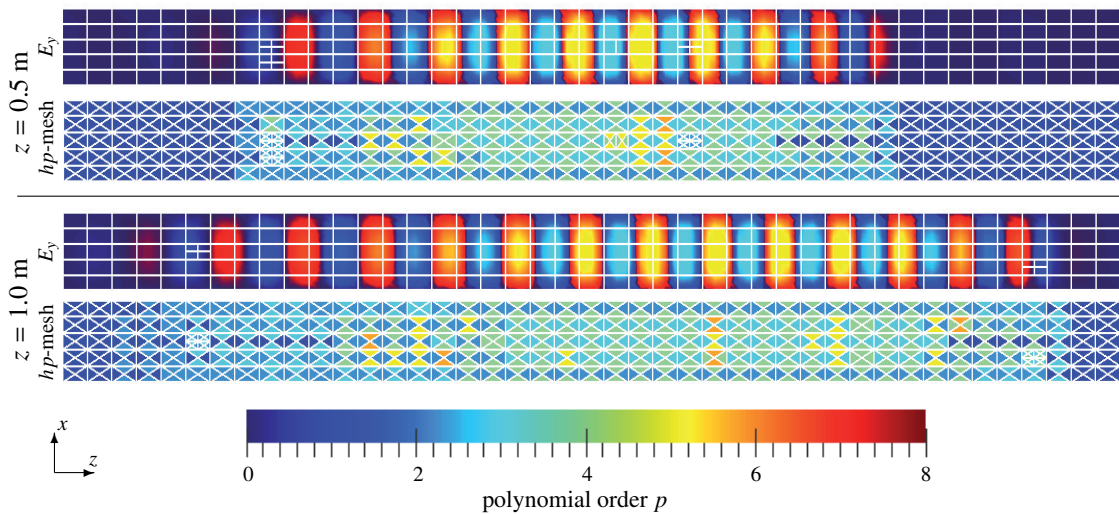 z = 0.5 m
E_y
hp-mesh
z = 1.0 m
E_y
hp-mesh
x
z
0 2 4 6 8
polynomial order p